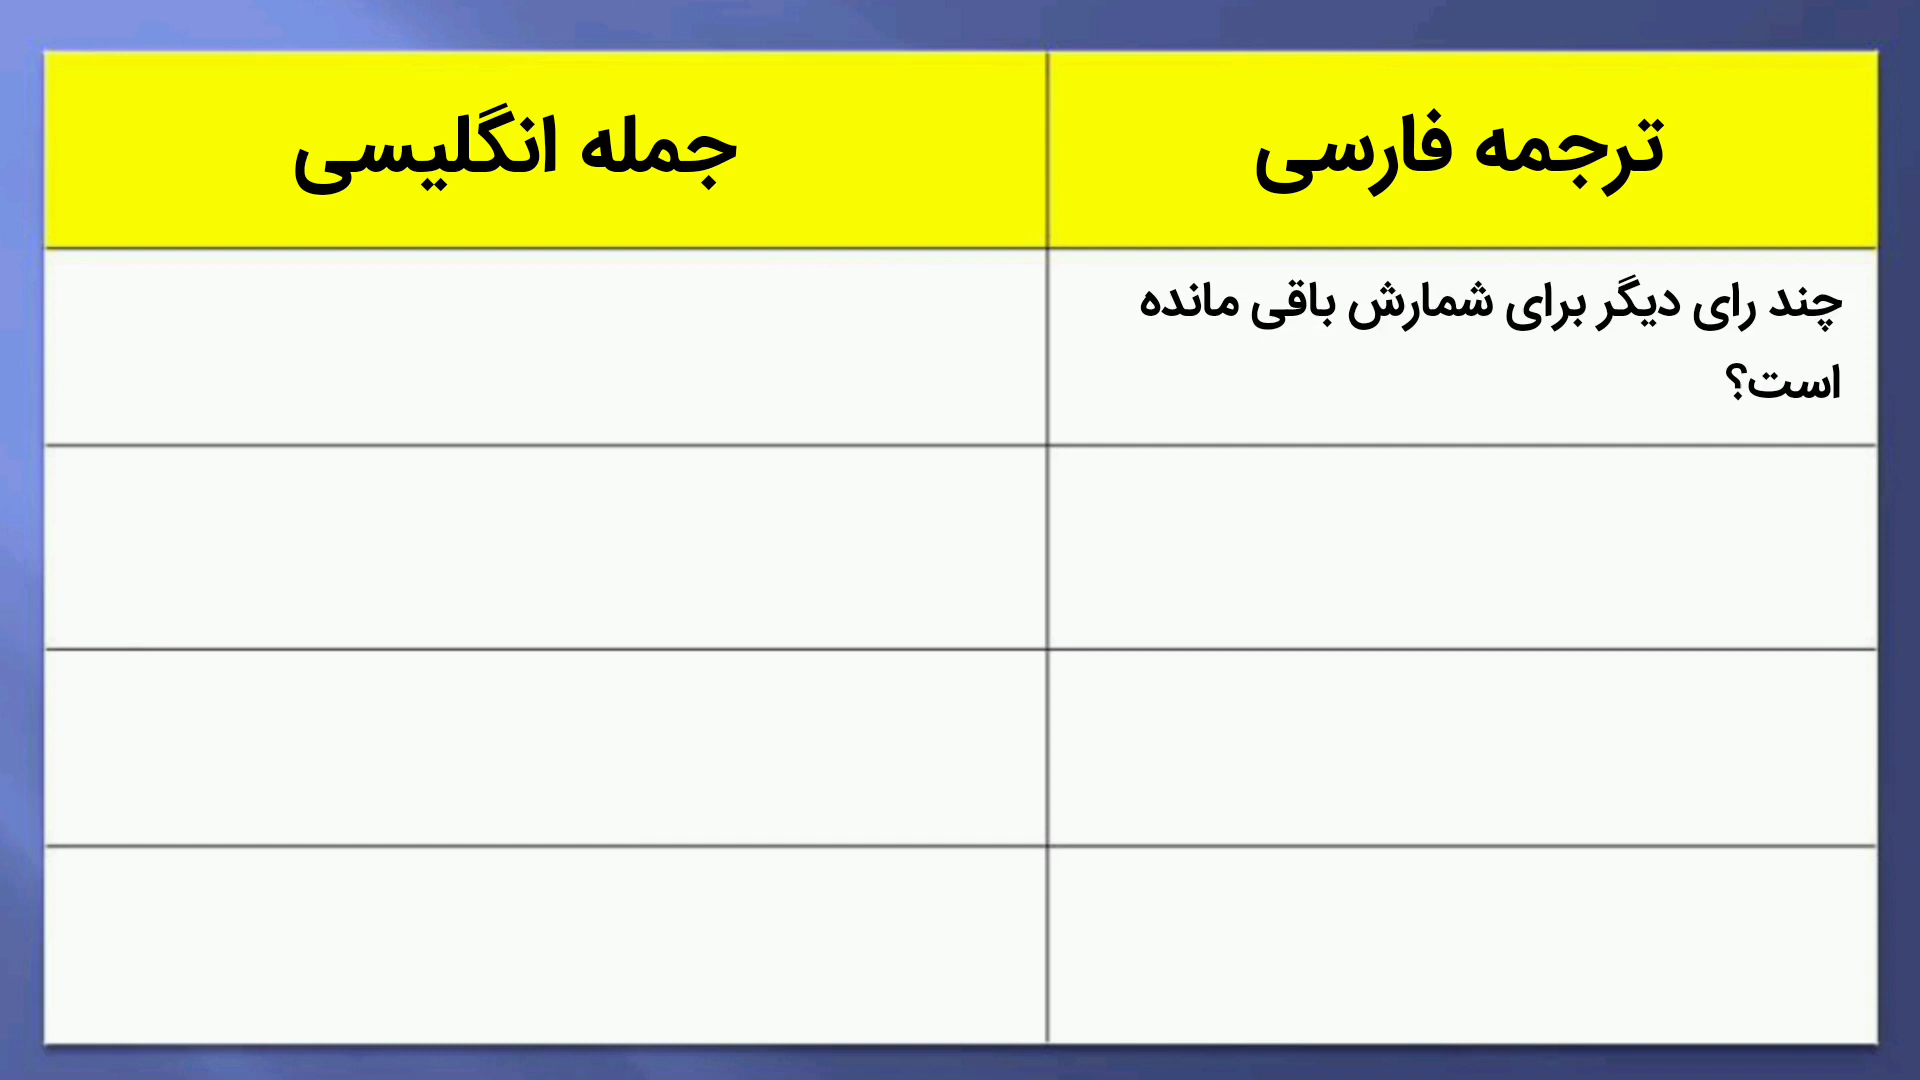 ترجمه فارسی
جمله انگلیسی
چند رای دیگر برای شمارش باقی مانده
است؟